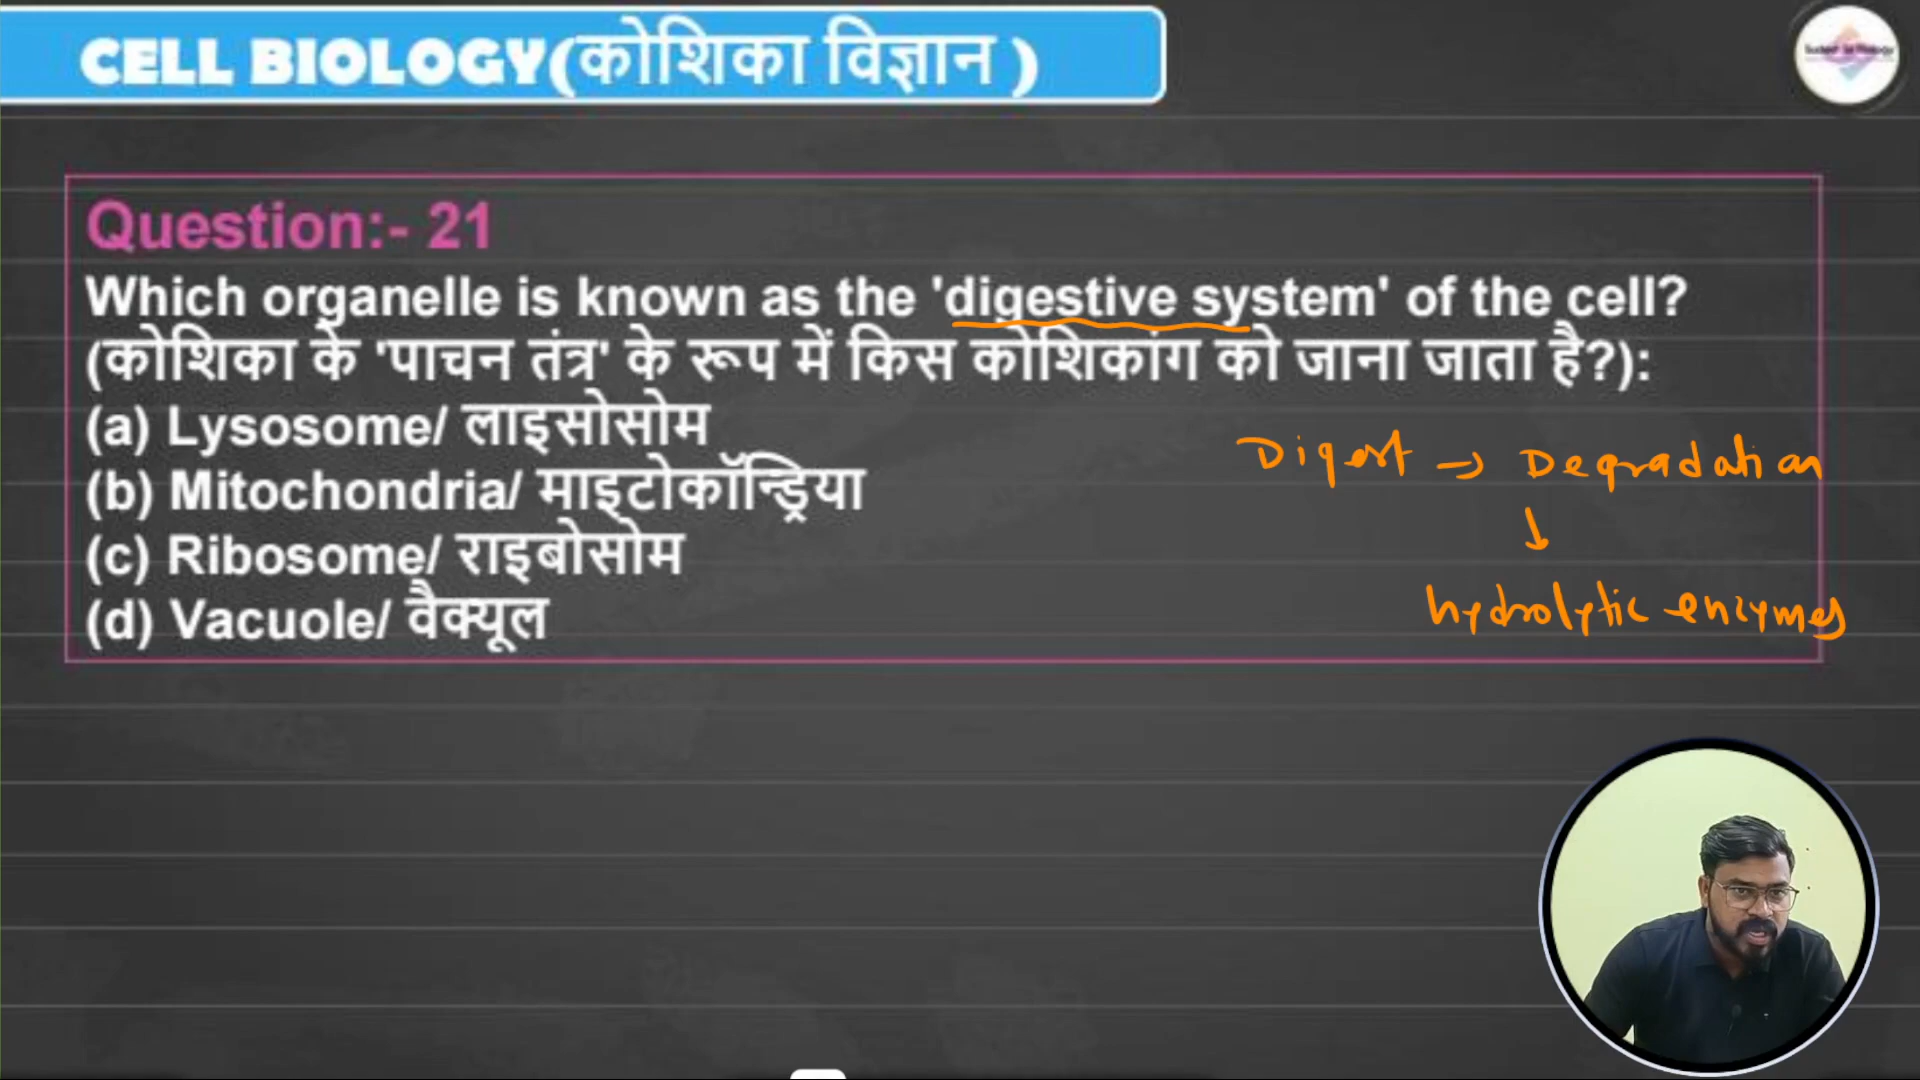 CELL BIOLOGY(कोशिका विज्ञान )
Question:- 21
Which organelle is known as the 'digestive system' of the cell?
(कोशिका के 'पाचन तंत्र' के रूप में किस कोशिकांग को जाना जाता है?):
(a) Lysosome/ लाइसोसोम
(b) Mitochondria/ माइटोकॉन्ड्रिया
(c) Ribosome/ राइबोसोम
(d) Vacuole/ वैक्यूल
Digest → Degradation
↓
hydrolytic enzymes